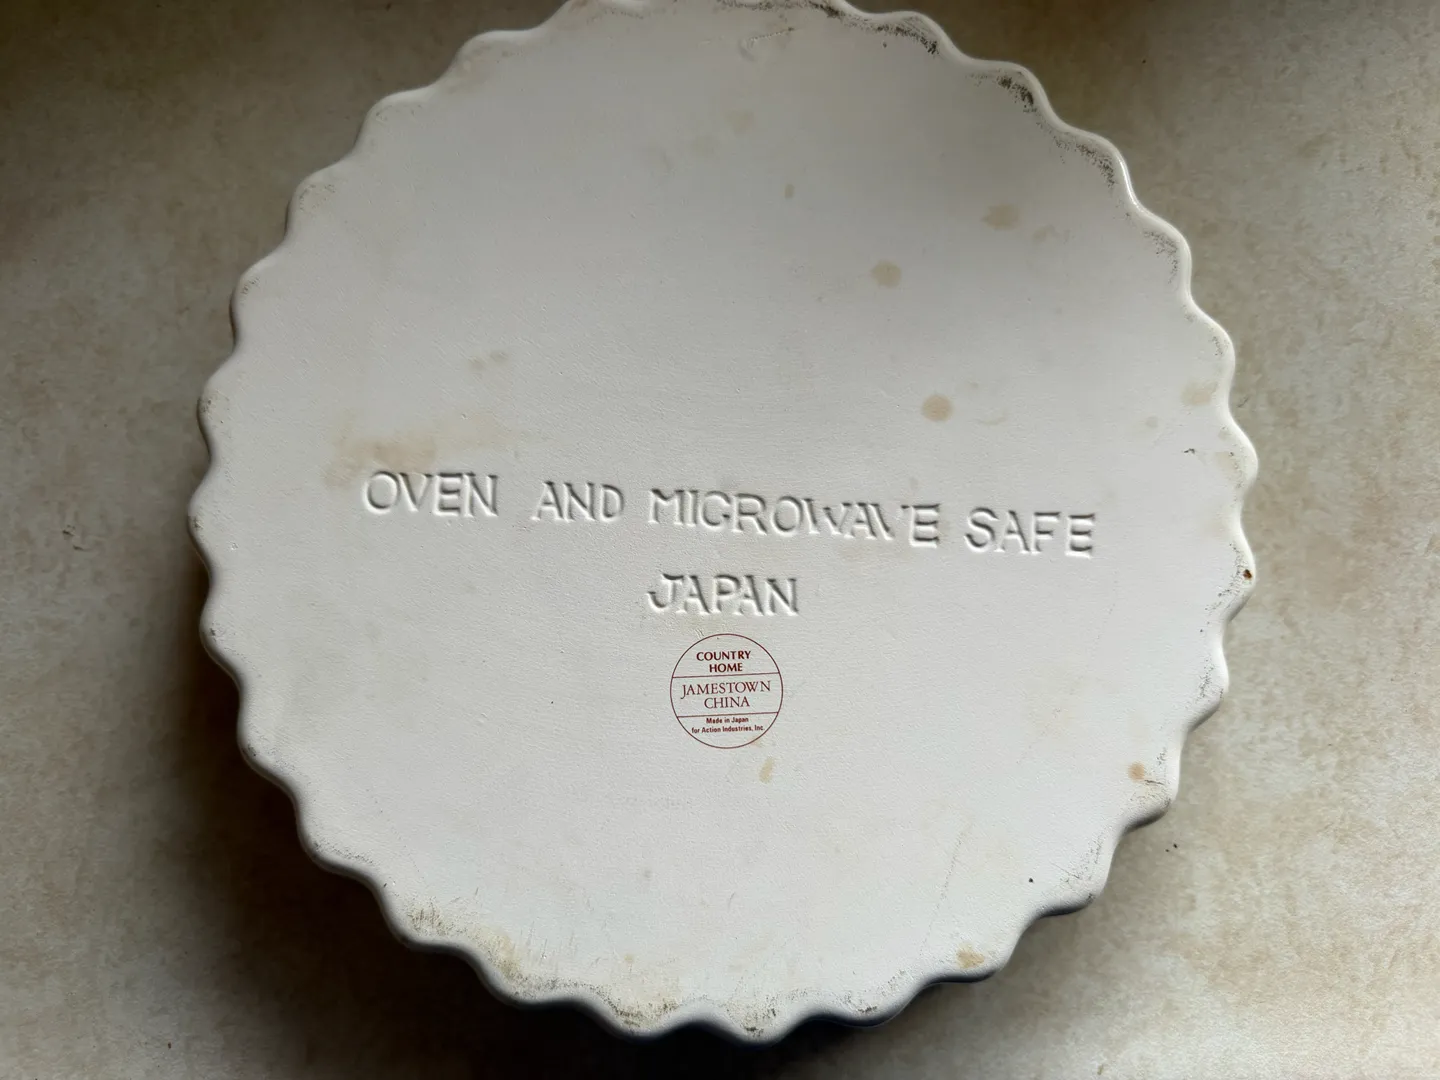 OVEN AND MICROWAVE SAFE
JAPAN
COUNTRY
HOME
JAMESTOWN
CHINA
Made in Japan
for Action Industries, Inc.